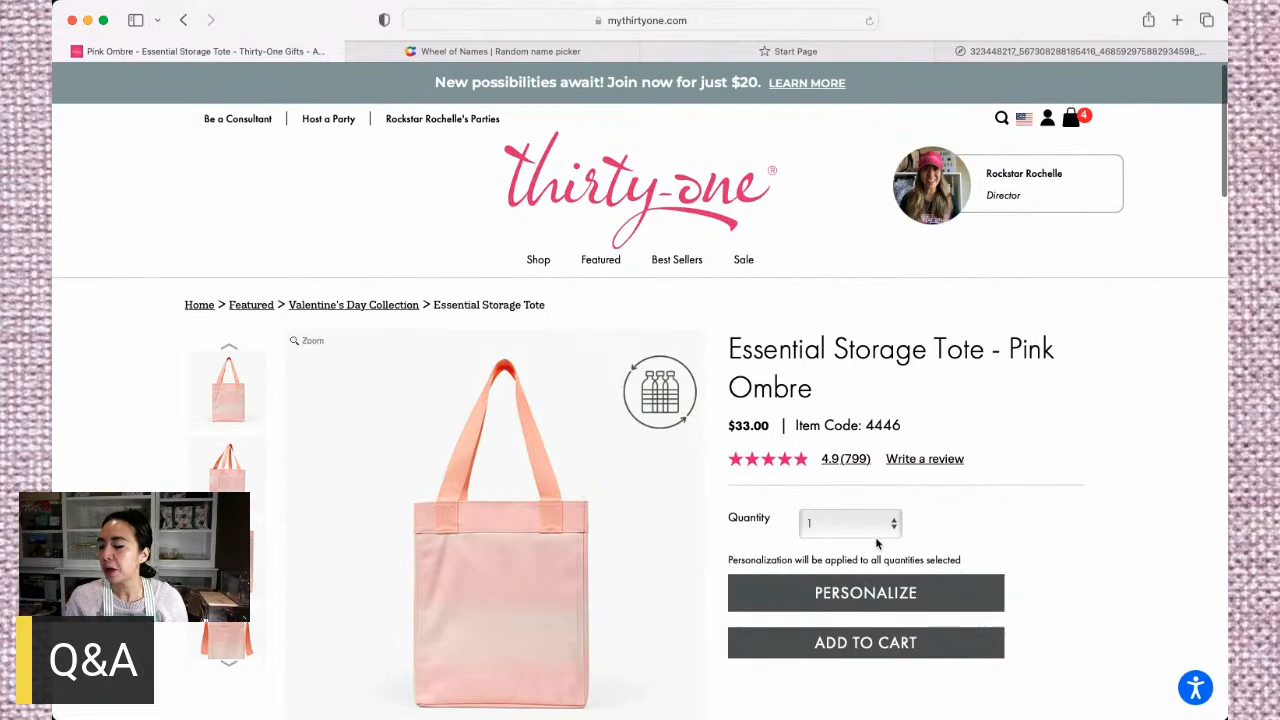 mythirtyone.com
Pink Ombre - Essential Storage Tote - Thirty-One Gifts - A...
Wheel of Names | Random name picker
Start Page
323448217_567308288185416_468592975882934598_...
New possibilities await! Join now for just $20. LEARN MORE
Be a Consultant | Host a Party | Rockstar Rochelle's Parties
4
thirty-one®
Rockstar Rochelle
Director
Shop Featured Best Sellers Sale
Home > Featured > Valentine's Day Collection > Essential Storage Tote
Zoom
Essential Storage Tote - Pink
Ombre
$33.00 | Item Code: 4446
4.9(799) Write a review
Quantity 1
Personalization will be applied to all quantities selected
PERSONALIZE
ADD TO CART
Q&A